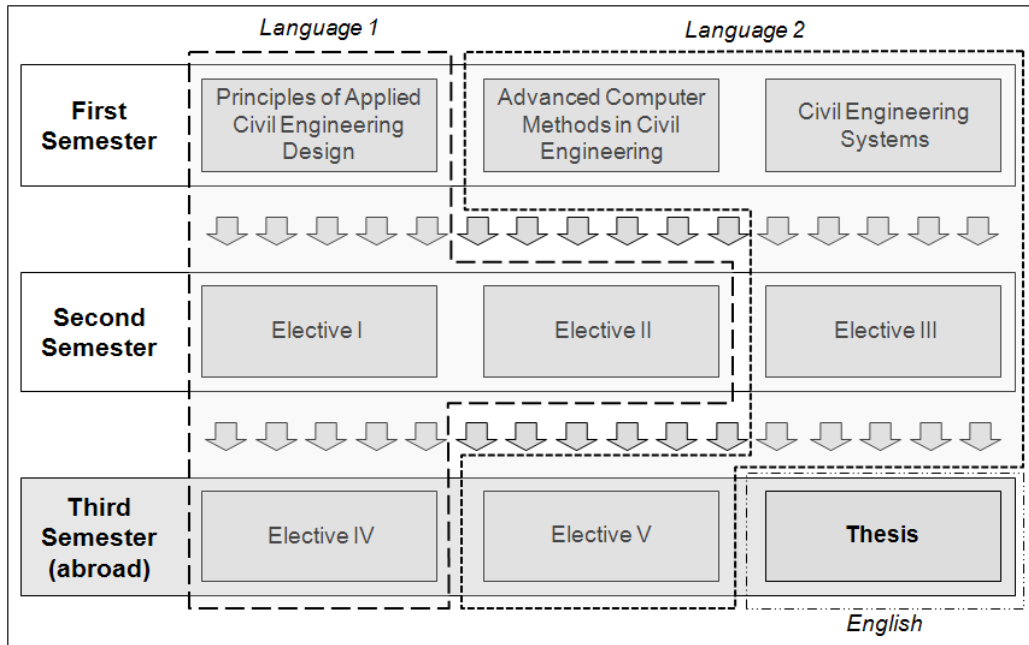 Language 1
Language 2
First
Semester
Principles of Applied
Civil Engineering
Design
Advanced Computer
Methods in Civil
Engineering
Civil Engineering
Systems
Second
Semester
Elective I
Elective II
Elective III
Third
Semester
(abroad)
Elective IV
Elective V
Thesis
English